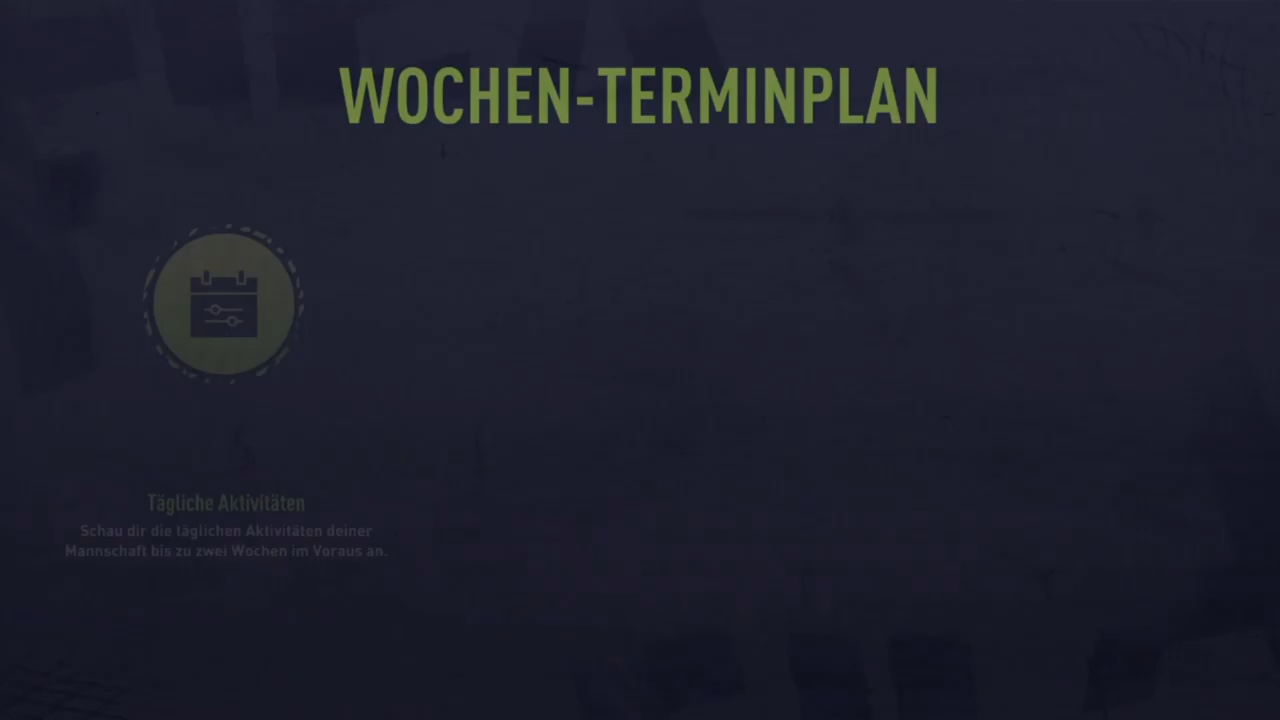 WOCHEN-TERMINPLAN
Tägliche Aktivitäten
Schau dir die täglichen Aktivitäten deiner
Mannschaft bis zu zwei Wochen im Voraus an.